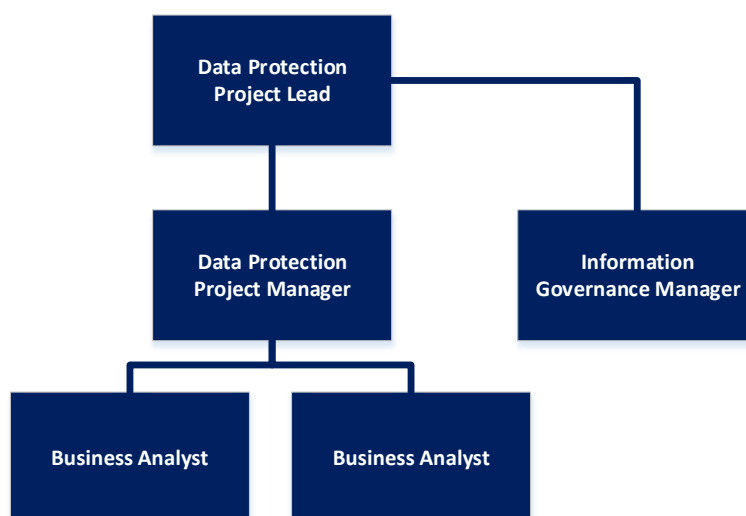 Data Protection
Project Lead
Data Protection
Project Manager
Information
Governance Manager
Business Analyst
Business Analyst